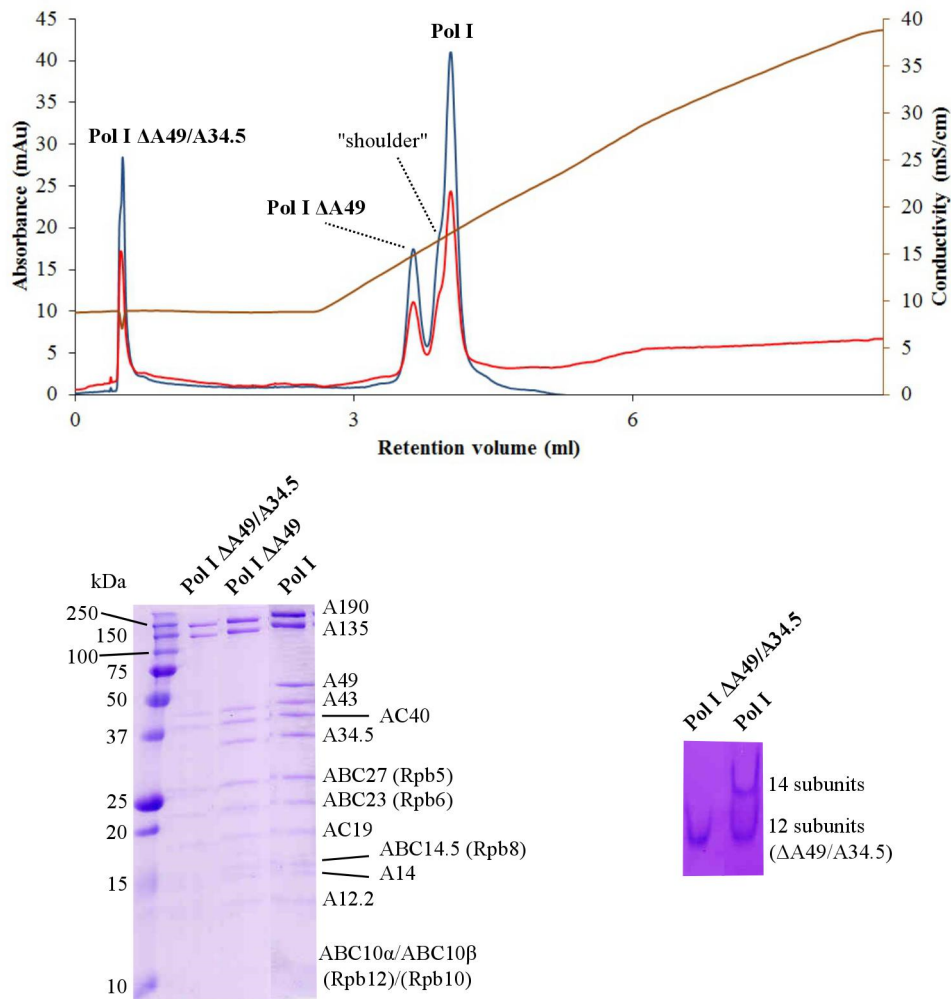 45
40
35
30
25
20
15
10
5
0
Absorbance (mAu)
40
35
30
25
20
15
10
5
0
Conductivity (mS/cm)
0
3
6
Retention volume (ml)
Pol I ΔA49/A34.5
Pol I ΔA49
"shoulder"
Pol I
kDa
250
150
100
75
50
37
25
20
15
10
Pol I ΔA49/A34.5
Pol I ΔA49
Pol I
A190
A135
A49
A43
AC40
A34.5
ABC27 (Rpb5)
ABC23 (Rpb6)
AC19
ABC14.5 (Rpb8)
A14
A12.2
ABC10α/ABC10β
(Rpb12)/(Rpb10)
Pol I ΔA49/A34.5
Pol I
14 subunits
12 subunits
(ΔA49/A34.5)